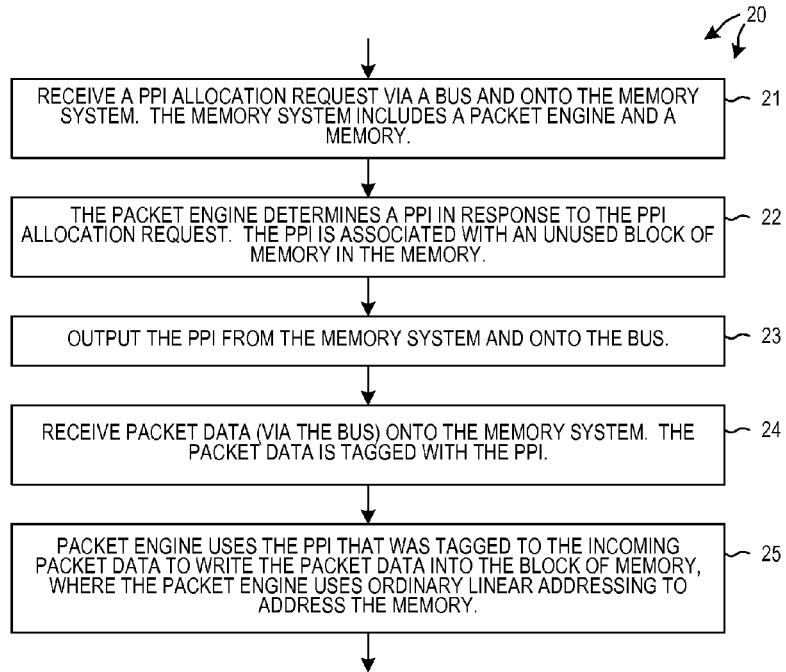 20
RECEIVE A PPI ALLOCATION REQUEST VIA A BUS AND ONTO THE MEMORY
SYSTEM. THE MEMORY SYSTEM INCLUDES A PACKET ENGINE AND A
MEMORY.
21
THE PACKET ENGINE DETERMINES A PPI IN RESPONSE TO THE PPI
ALLOCATION REQUEST. THE PPI IS ASSOCIATED WITH AN UNUSED BLOCK OF
MEMORY IN THE MEMORY.
22
OUTPUT THE PPI FROM THE MEMORY SYSTEM AND ONTO THE BUS.
23
RECEIVE PACKET DATA (VIA THE BUS) ONTO THE MEMORY SYSTEM. THE
PACKET DATA IS TAGGED WITH THE PPI.
24
PACKET ENGINE USES THE PPI THAT WAS TAGGED TO THE INCOMING
PACKET DATA TO WRITE THE PACKET DATA INTO THE BLOCK OF MEMORY,
WHERE THE PACKET ENGINE USES ORDINARY LINEAR ADDRESSING TO
ADDRESS THE MEMORY.
25